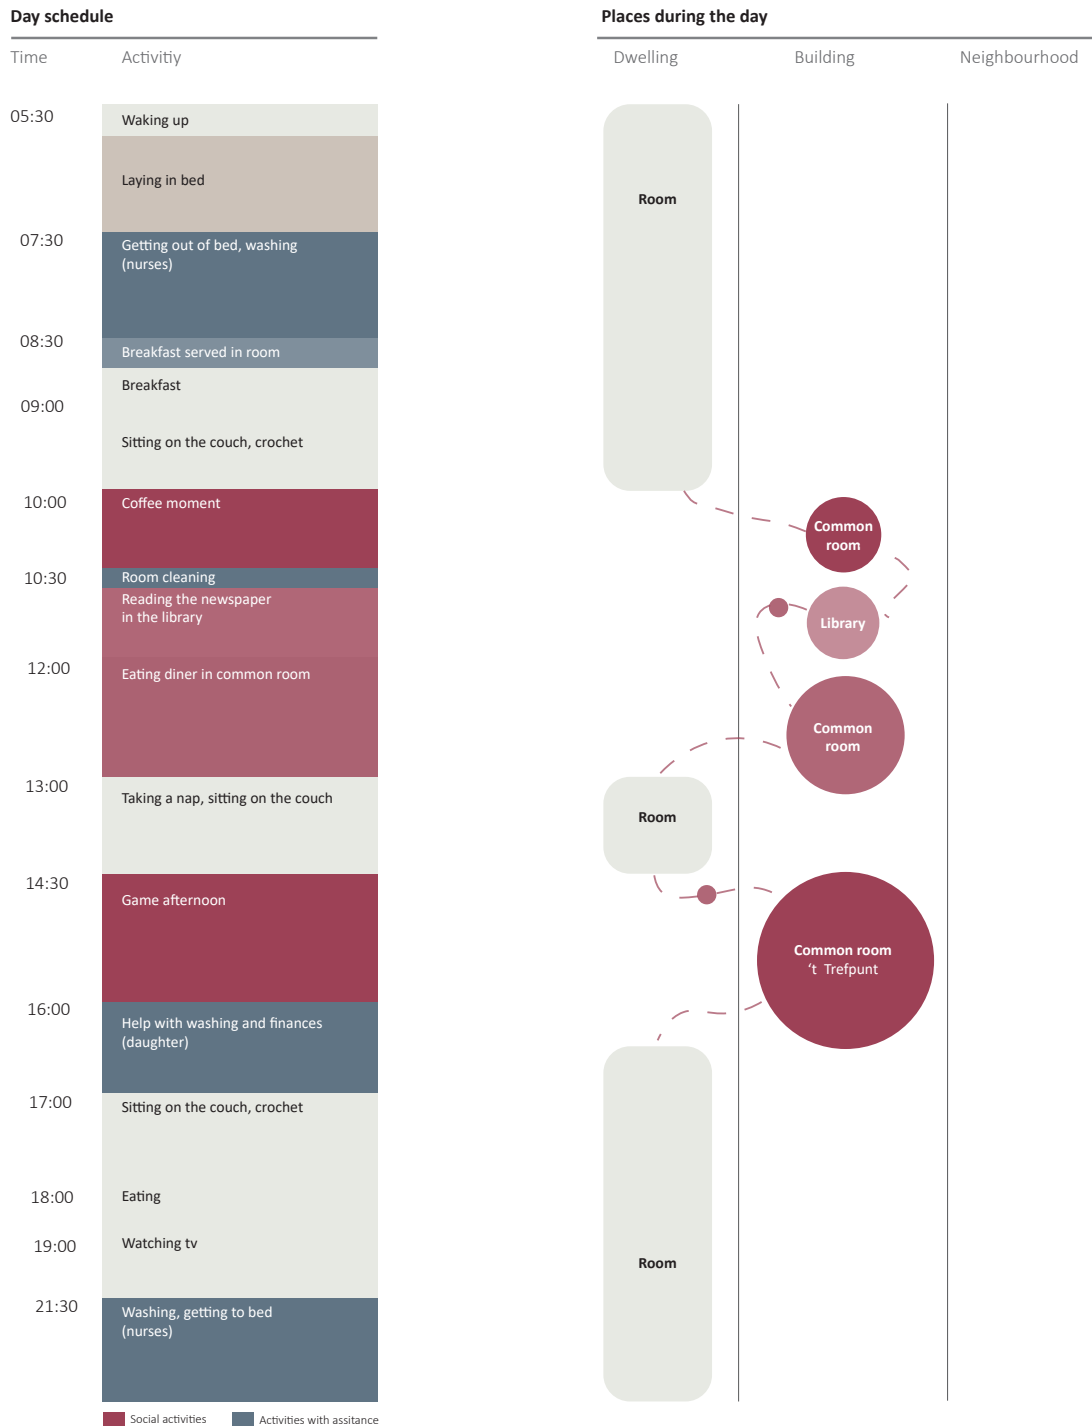 Day schedule
Time
Activitiy
05:30
Waking up
Laying in bed
07:30
Getting out of bed, washing
(nurses)
08:30
Breakfast served in room
Breakfast
09:00
Sitting on the couch, crochet
10:00
Coffee moment
10:30
Room cleaning
Reading the newspaper
in the library
12:00
Eating diner in common room
13:00
Taking a nap, sitting on the couch
14:30
Game afternoon
16:00
Help with washing and finances
(daughter)
17:00
Sitting on the couch, crochet
18:00
Eating
19:00
Watching tv
21:30
Washing, getting to bed
(nurses)
Social activities
Activities with assitance
Places during the day
Dwelling
Building
Neighbourhood
Room
Common
room
Library
Common
room
Room
Common room
‘t Trefpunt
Room